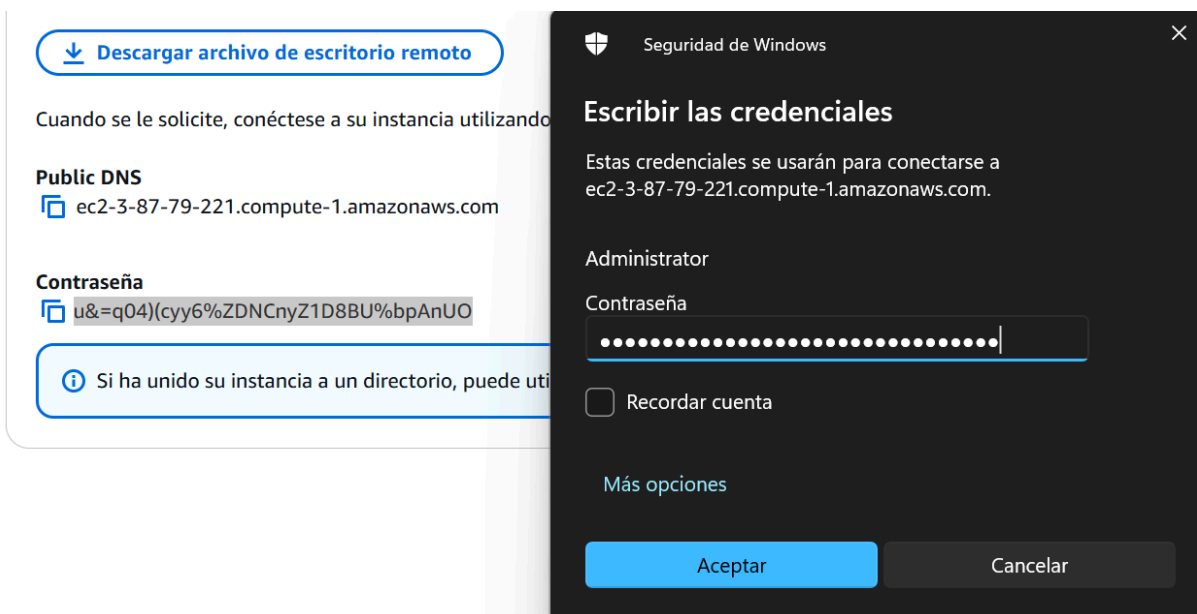 Descargar archivo de escritorio remoto
Cuando se le solicite, conéctese a su instancia utilizando
Public DNS
ec2-3-87-79-221.compute-1.amazonaws.com
Contraseña
u&=q04)(cyy6%ZDNCnyZ1D8BU%bpAnUO
Si ha unido su instancia a un directorio, puede uti
Seguridad de Windows
Escribir las credenciales
Estas credenciales se usarán para conectarse a
ec2-3-87-79-221.compute-1.amazonaws.com.
Administrator
Contraseña
Recordar cuenta
Más opciones
Aceptar
Cancelar